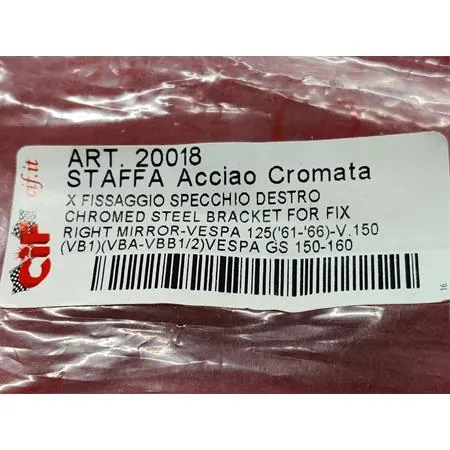 ART. 20018
STAFFA Acciao Cromata
X FISSAGGIO SPECCHIO DESTRO
CHROMED STEEL BRACKET FOR FIX
RIGHT MIRROR-VESPA 125('61-'66)-V.150
(VB1)(VBA-VBB1/2)VESPA GS 150-160
CiF
cif.it
16